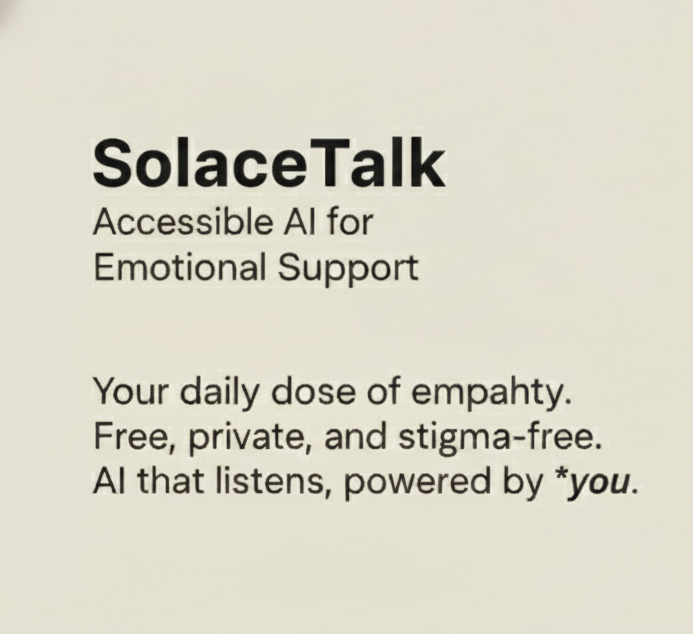 SolaceTalk
Accessible AI for
Emotional Support
Your daily dose of empahty.
Free, private, and stigma-free.
AI that listens, powered by *you.